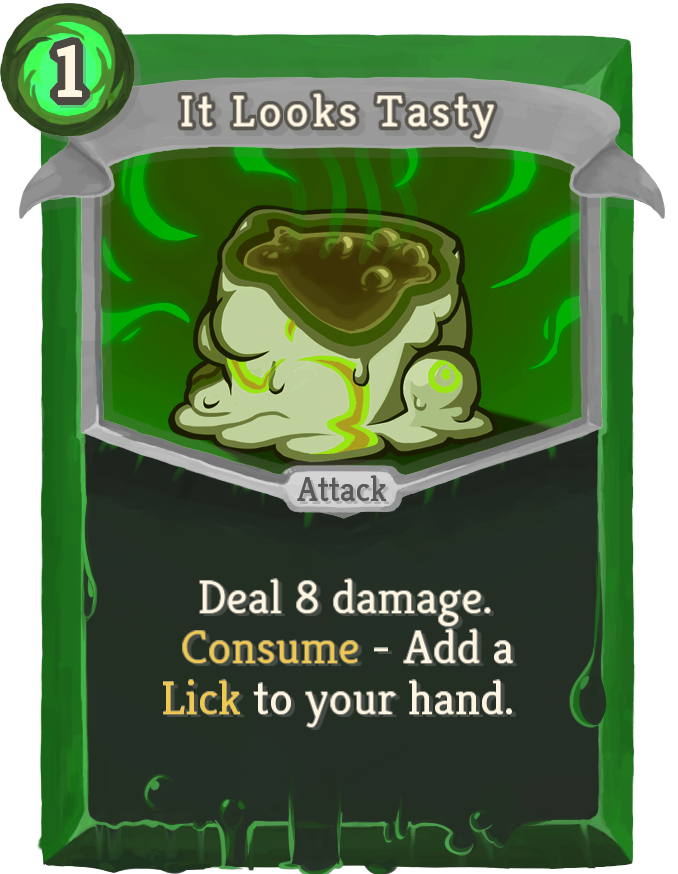 1
It Looks Tasty
Attack
Deal 8 damage.
Consume - Add a
Lick to your hand.